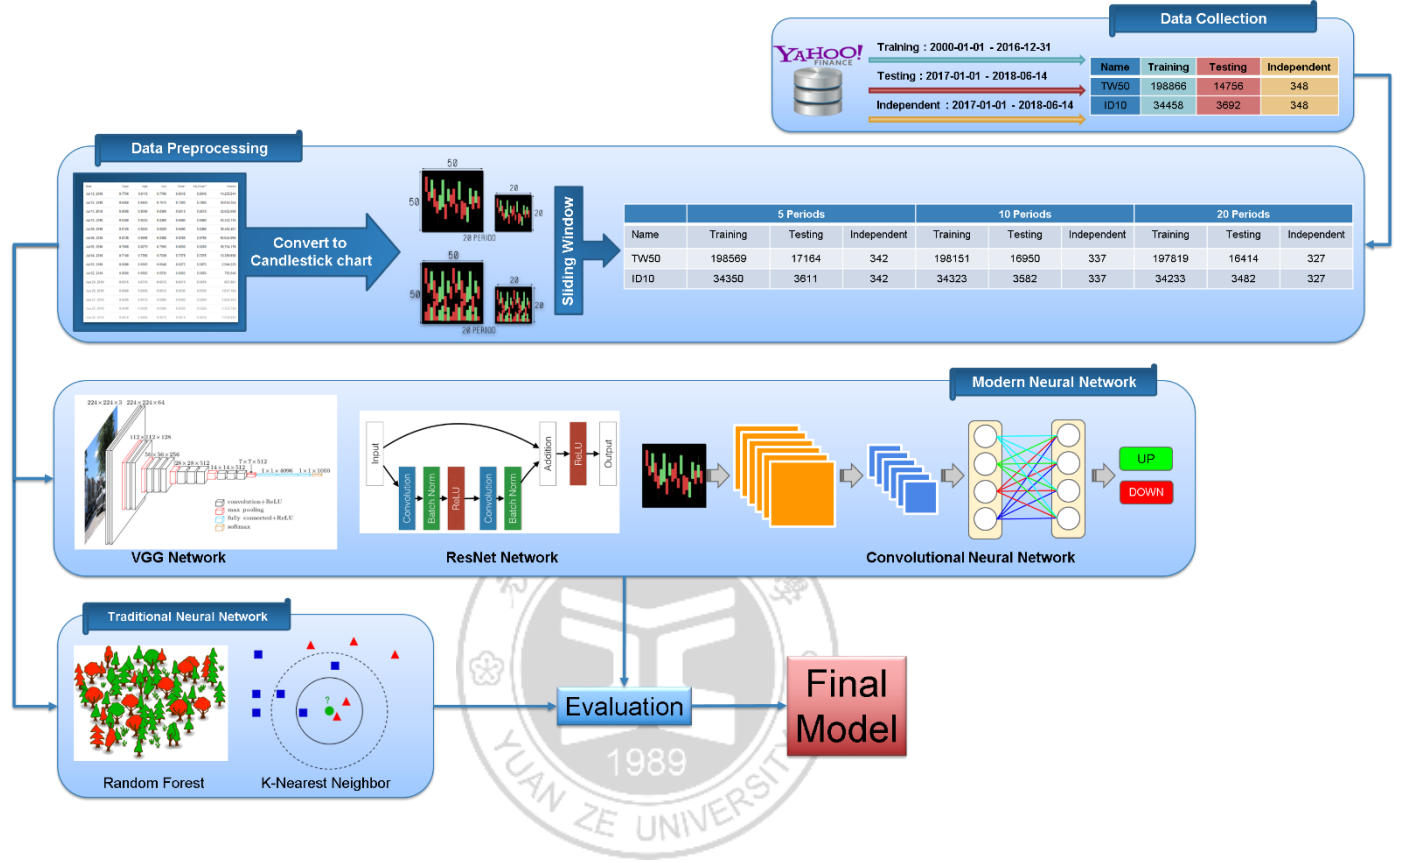 Data Collection
YAHOO!
FINANCE
Training : 2000-01-01 - 2016-12-31
Testing : 2017-01-01 - 2018-06-14
Independent : 2017-01-01 - 2018-06-14
Name Training Testing Independent
TW50 198866 14756 348
ID10 34458 3692 348
Data Preprocessing
Convert to
Candlestick chart
50
50
20
20
20 PERIOD
50
50
20
20
20 PERIOD
Sliding Window
5 Periods 10 Periods 20 Periods
Name Training Testing Independent Training Testing Independent Training Testing Independent
TW50 198569 17164 342 198151 16950 337 197819 16414 327
ID10 34350 3611 342 34323 3582 337 34233 3482 327
Modern Neural Network
224×224×3 224×224×64
112×112×128
56×56×256
28×28×512
14×14×512
7×7×512
1×1×4096 1×1×1000
convolution+ReLU
max pooling
fully connected+ReLU
softmax
VGG Network
Input
Convolution
Batch Norm
ReLU
Convolution
Batch Norm
Addition
ReLU
Output
ResNet Network
UP
DOWN
Convolutional Neural Network
Traditional Neural Network
?
Random Forest
K-Nearest Neighbor
Evaluation
Final
Model
1989
YUAN ZE UNIVERSITY